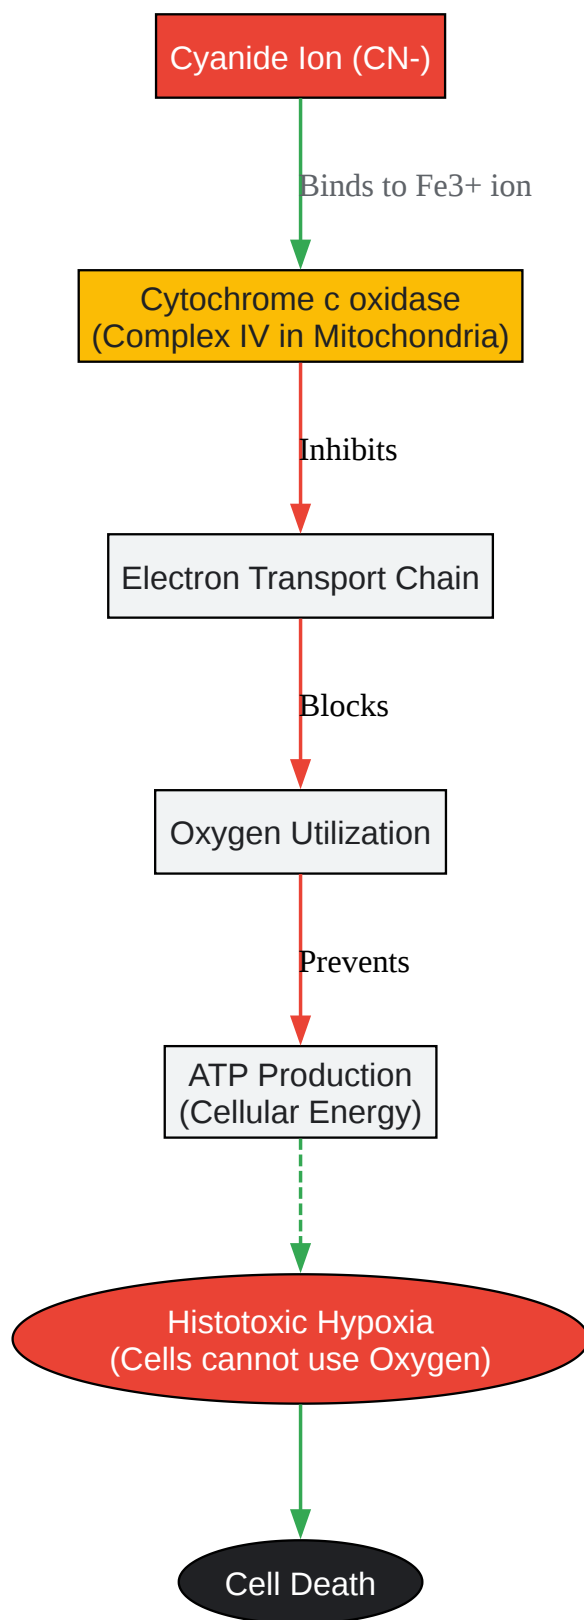 Cyanide Ion (CN-)
Binds to Fe3+ ion
Cytochrome c oxidase
(Complex IV in Mitochondria)
Inhibits
Electron Transport Chain
Blocks
Oxygen Utilization
Prevents
ATP Production
(Cellular Energy)
Histotoxic Hypoxia
(Cells cannot use Oxygen)
Cell Death